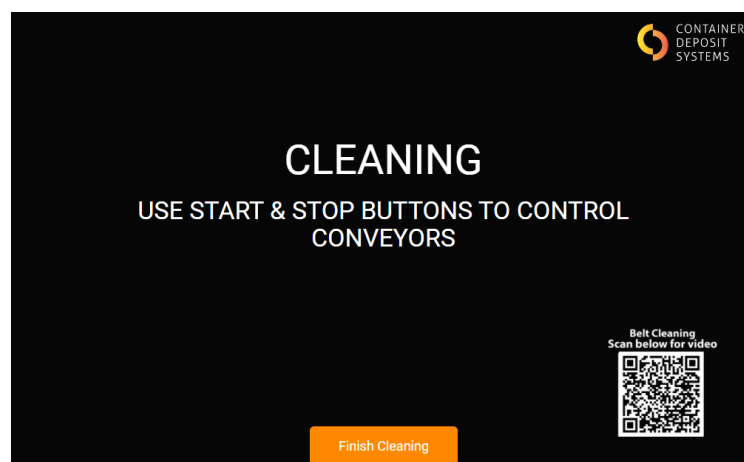 CONTAINER
DEPOSIT
SYSTEMS
CLEANING
USE START & STOP BUTTONS TO CONTROL
CONVEYORS
Belt Cleaning
Scan below for video
Finish Cleaning